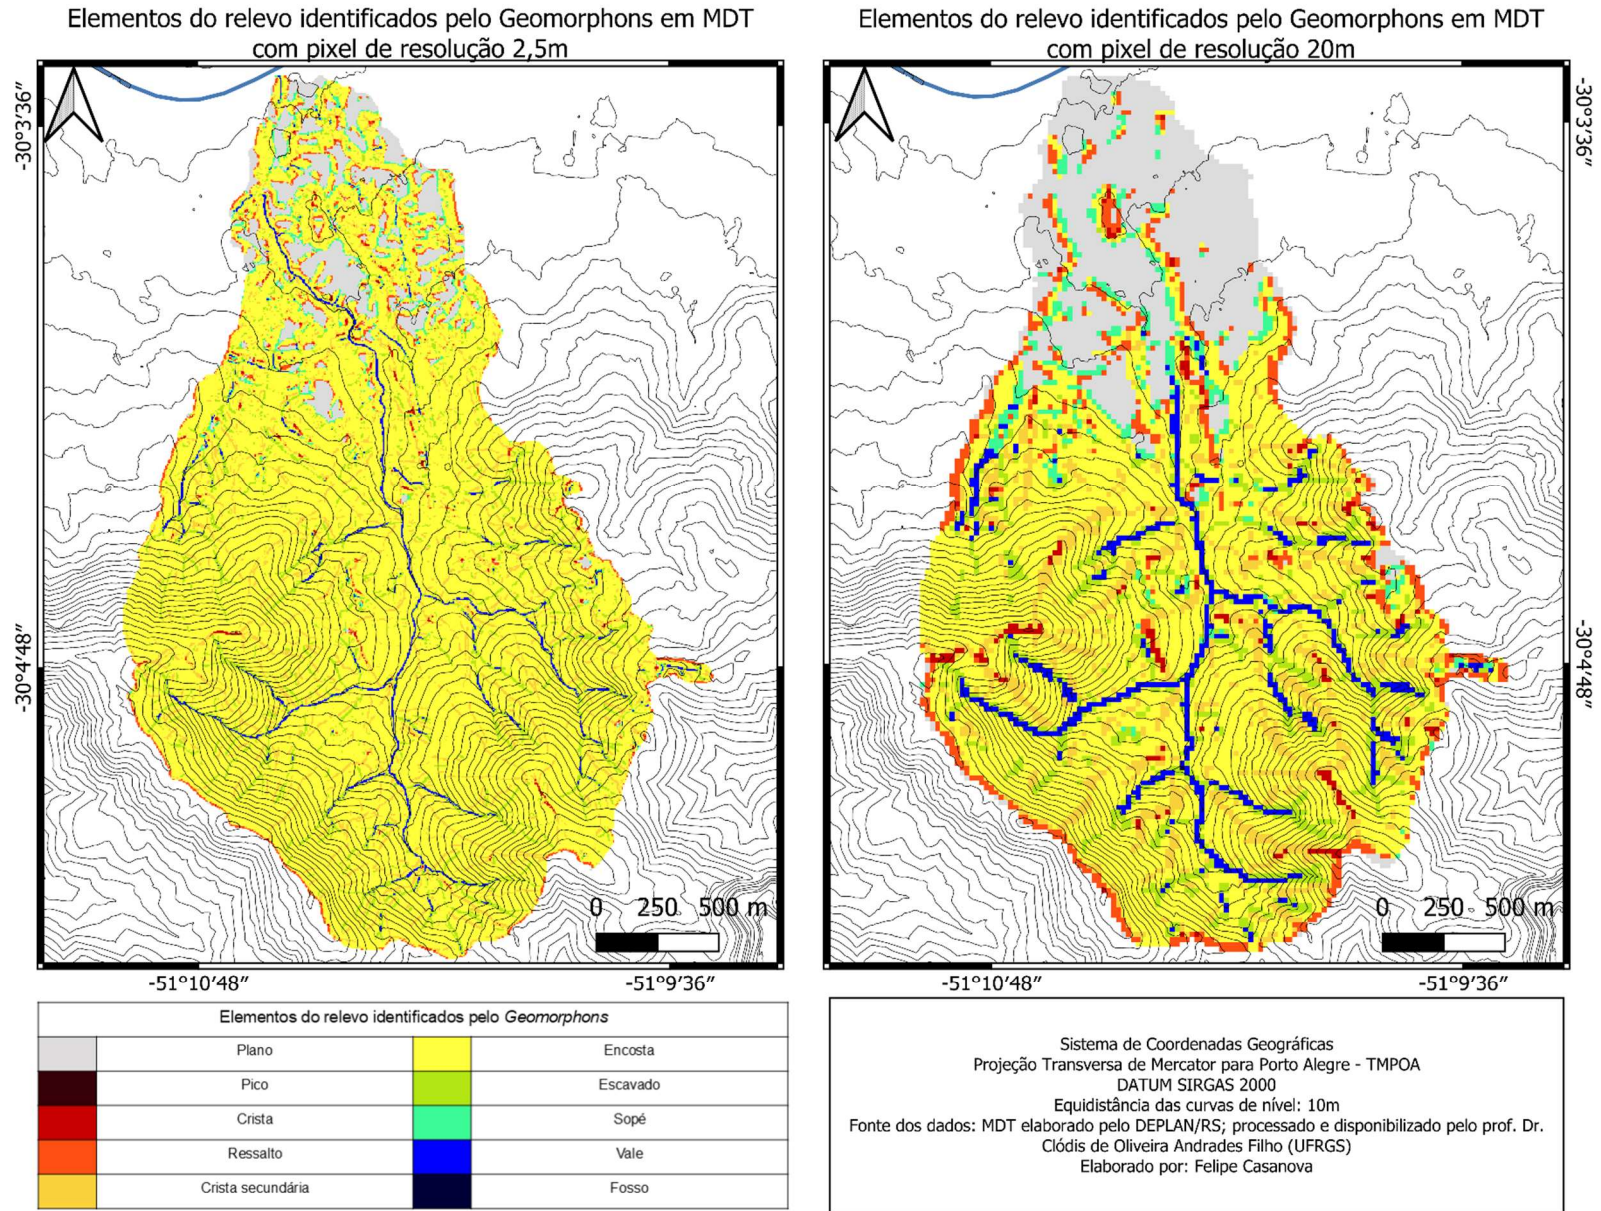 Elementos do relevo identificados pelo Geomorphons em MDT
com pixel de resolução 2,5m
Elementos do relevo identificados pelo Geomorphons em MDT
com pixel de resolução 20m
-30°3'36"
-30°3'36"
-30°4'48"
-30°4'48"
0 250 500 m
0 250 500 m
-51°10'48"
-51°9'36"
-51°10'48"
-51°9'36"
Elementos do relevo identificados pelo Geomorphons
Plano
Encosta
Pico
Escavado
Crista
Sopé
Ressalto
Vale
Crista secundária
Fosso
Sistema de Coordenadas Geográficas
Projeção Transversa de Mercator para Porto Alegre - TMPOA
DATUM SIRGAS 2000
Equidistância das curvas de nível: 10m
Fonte dos dados: MDT elaborado pelo DEPLAN/RS; processado e disponibilizado pelo prof. Dr.
Clódis de Oliveira Andrades Filho (UFRGS)
Elaborado por: Felipe Casanova